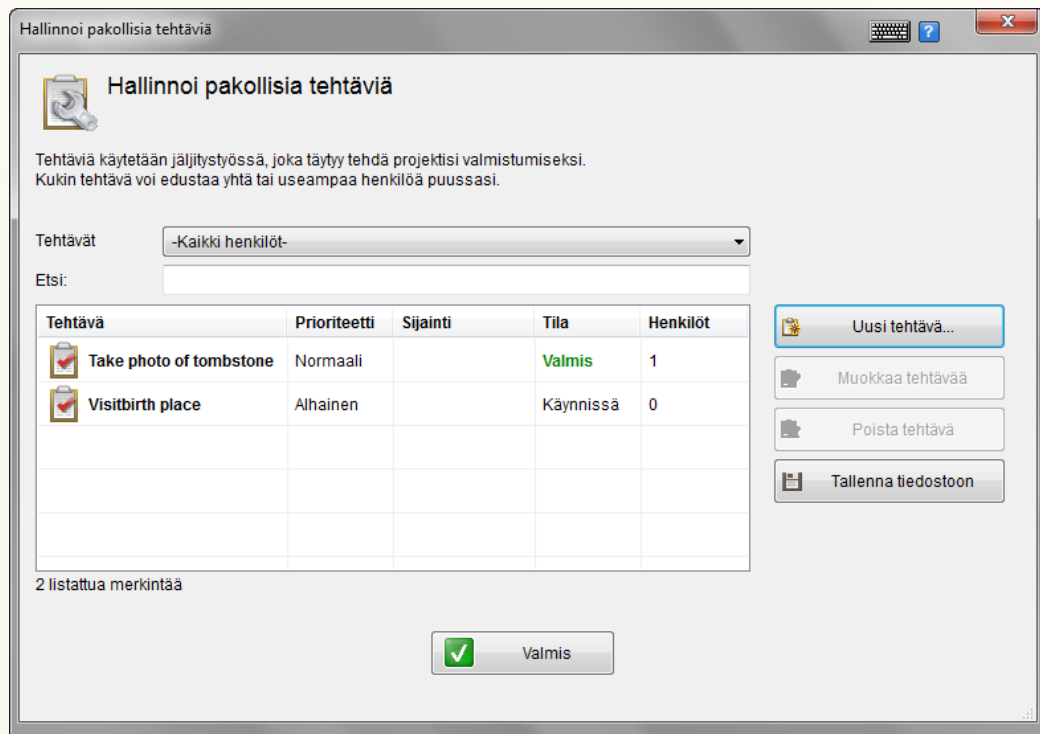 Hallinnoi pakollisia tehtäviä
Hallinnoi pakollisia tehtäviä
Tehtäviä käytetään jäljitystyössä, joka täytyy tehdä projektisi valmistumiseksi.
Kukin tehtävä voi edustaa yhtä tai useampaa henkilöä puussasi.
Tehtävät -Kaikki henkilöt-
Etsi:
Tehtävä Prioriteetti Sijainti Tila Henkilöt
Take photo of tombstone Normaali Valmis 1
Visitbirth place Alhainen Käynnissä 0
Uusi tehtävä...
Muokkaa tehtävää
Poista tehtävä
Tallenna tiedostoon
2 listattua merkintää
Valmis